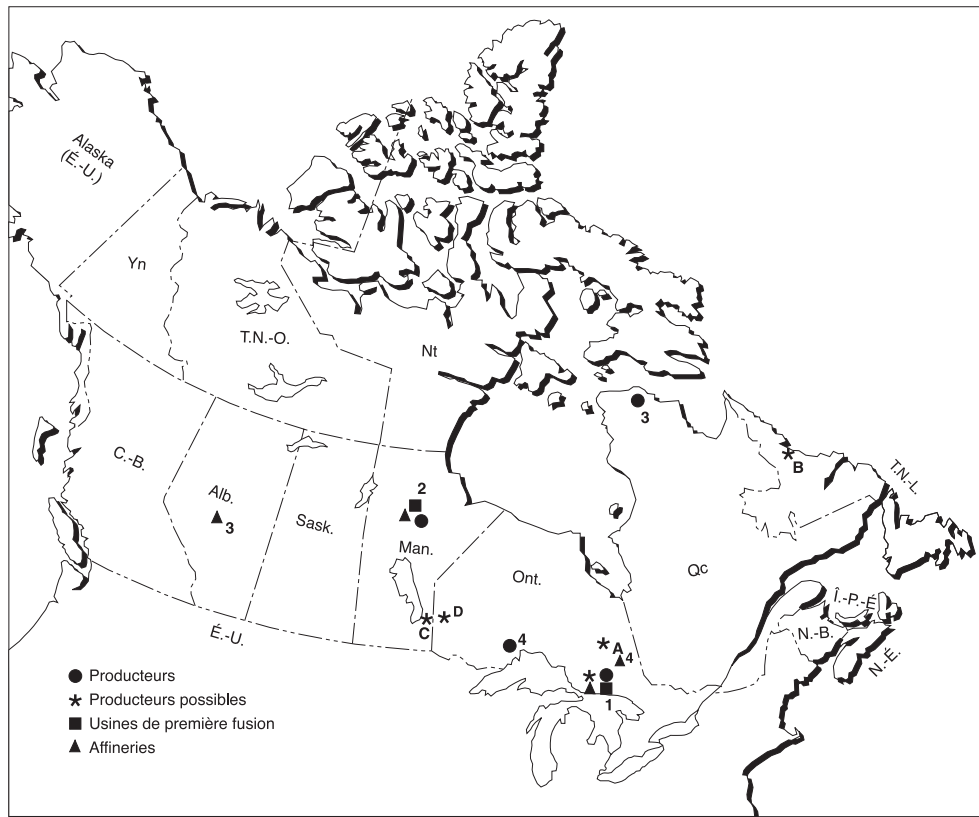 Alaska
(É.-U.)
Yn
T.N.-O.
Nt
3
B
T.N.-L.
C.-B.
Alb.
3
Sask.
2
Man.
Ont.
Qc
Î.-P.-É
N.-B.
N.-É.
É.-U.
C
D
4
A
4
1
Producteurs
Producteurs possibles
Usines de première fusion
Affineries